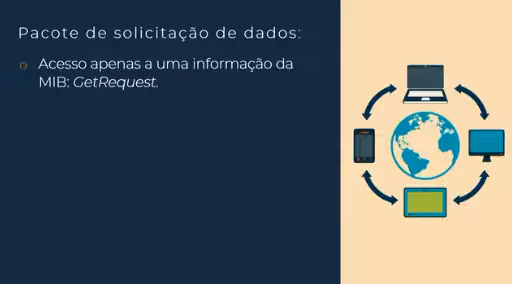 Pacote de solicitação de dados:
o Acesso apenas a uma informação da
MIB: GetRequest.